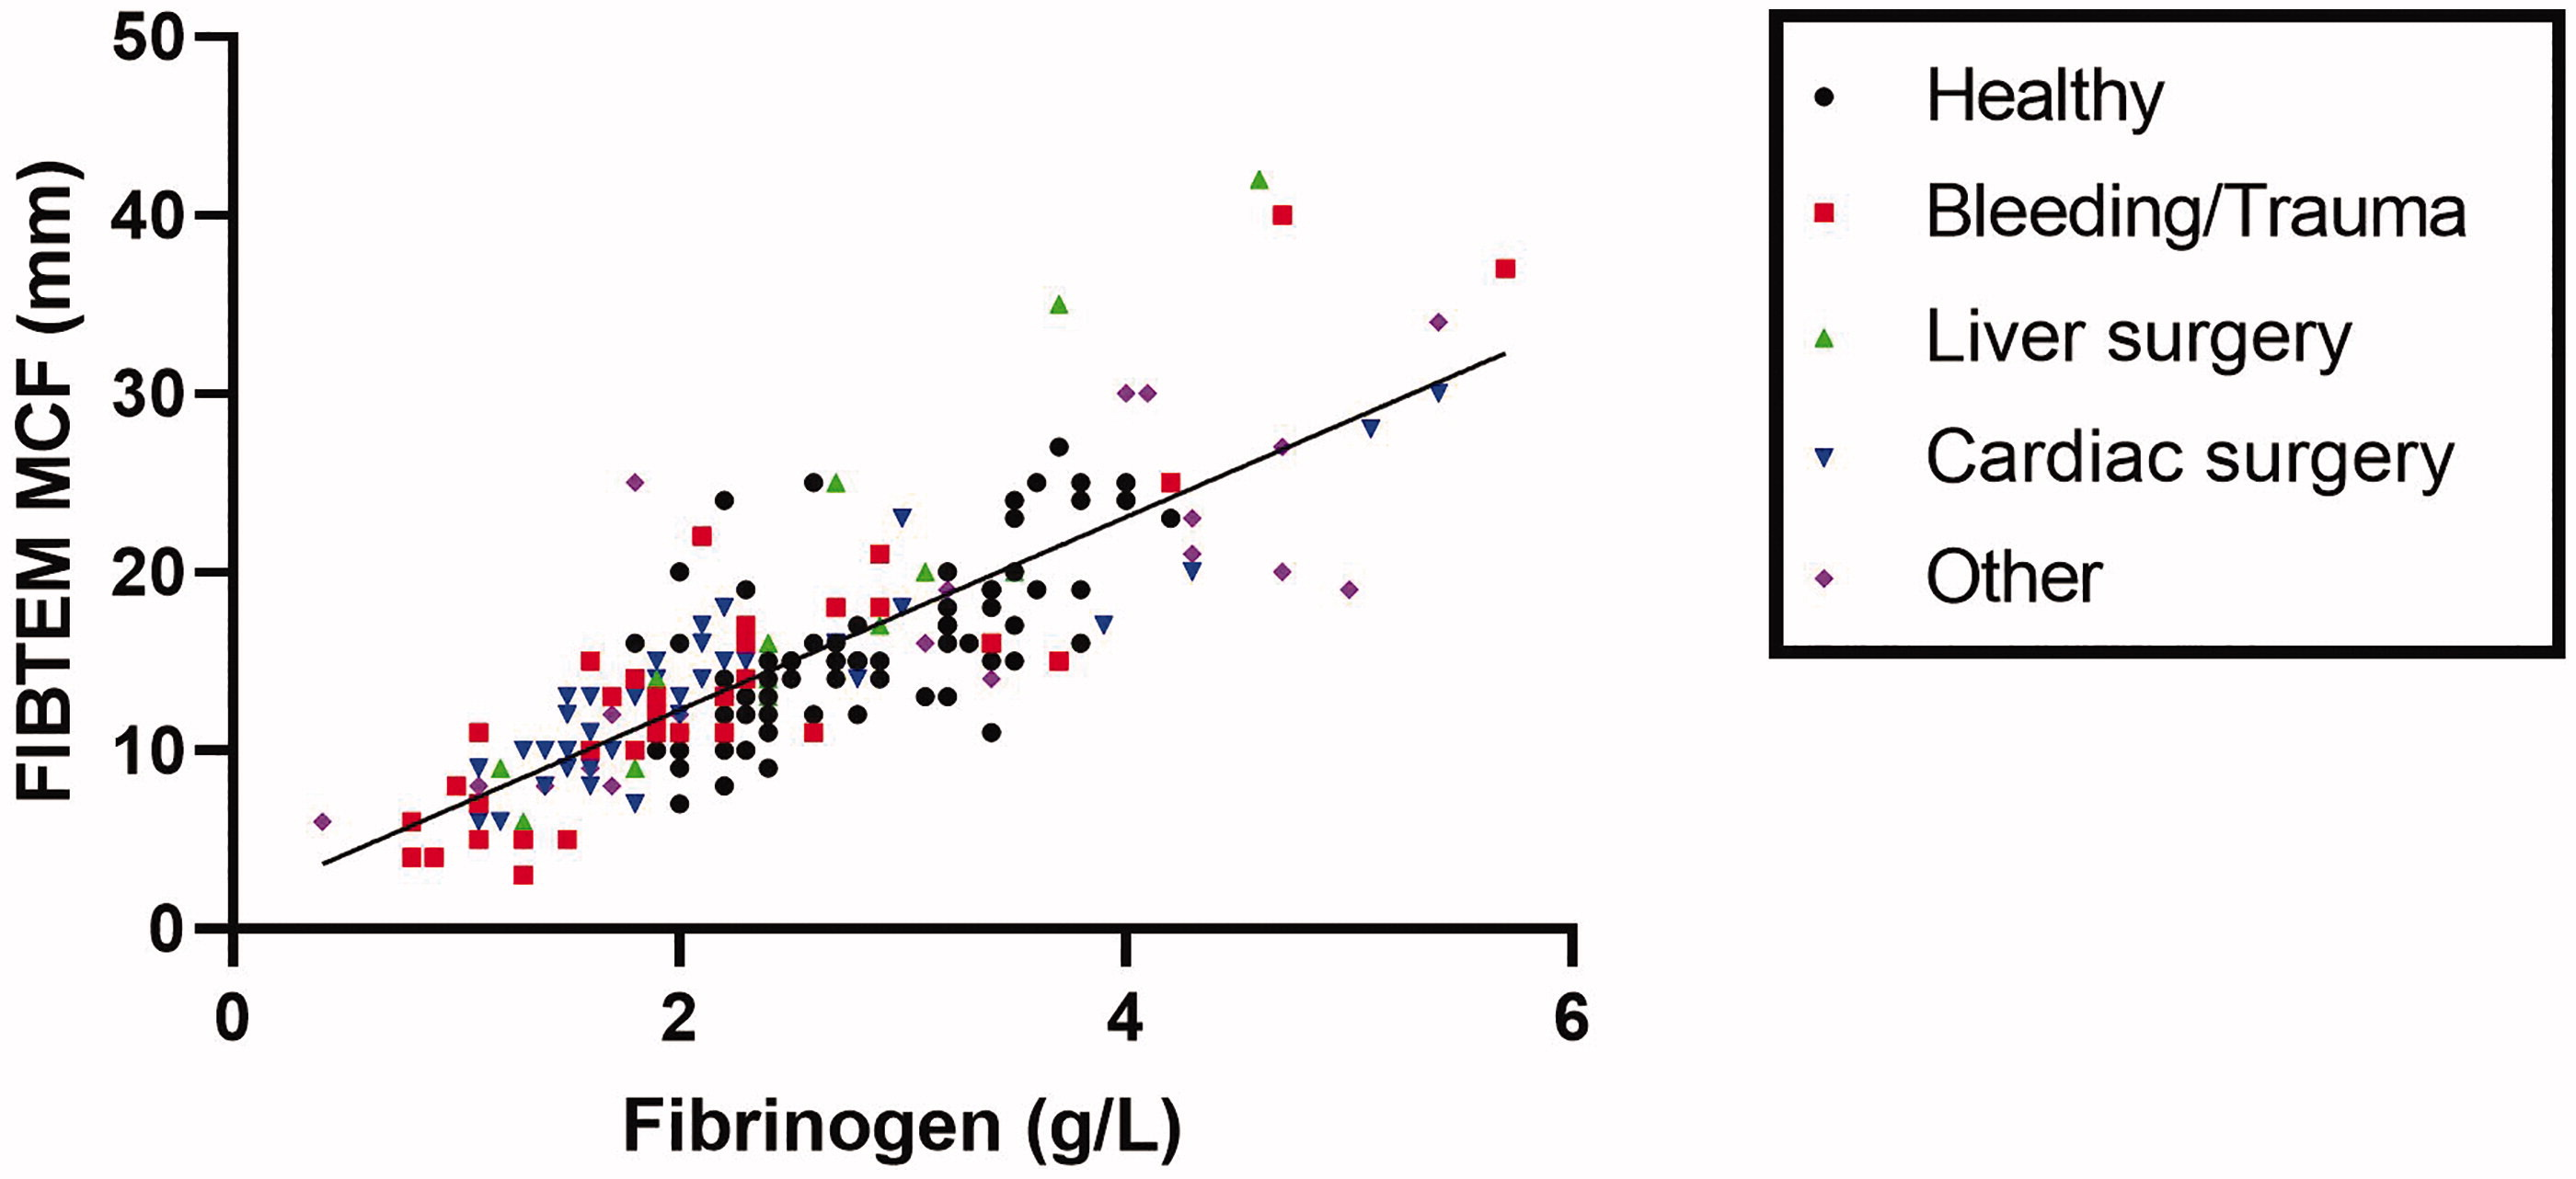 FIBTEM MCF (mm)
50
40
30
20
10
0
0 2 4 6
Fibrinogen (g/L)
Healthy
Bleeding/Trauma
Liver surgery
Cardiac surgery
Other